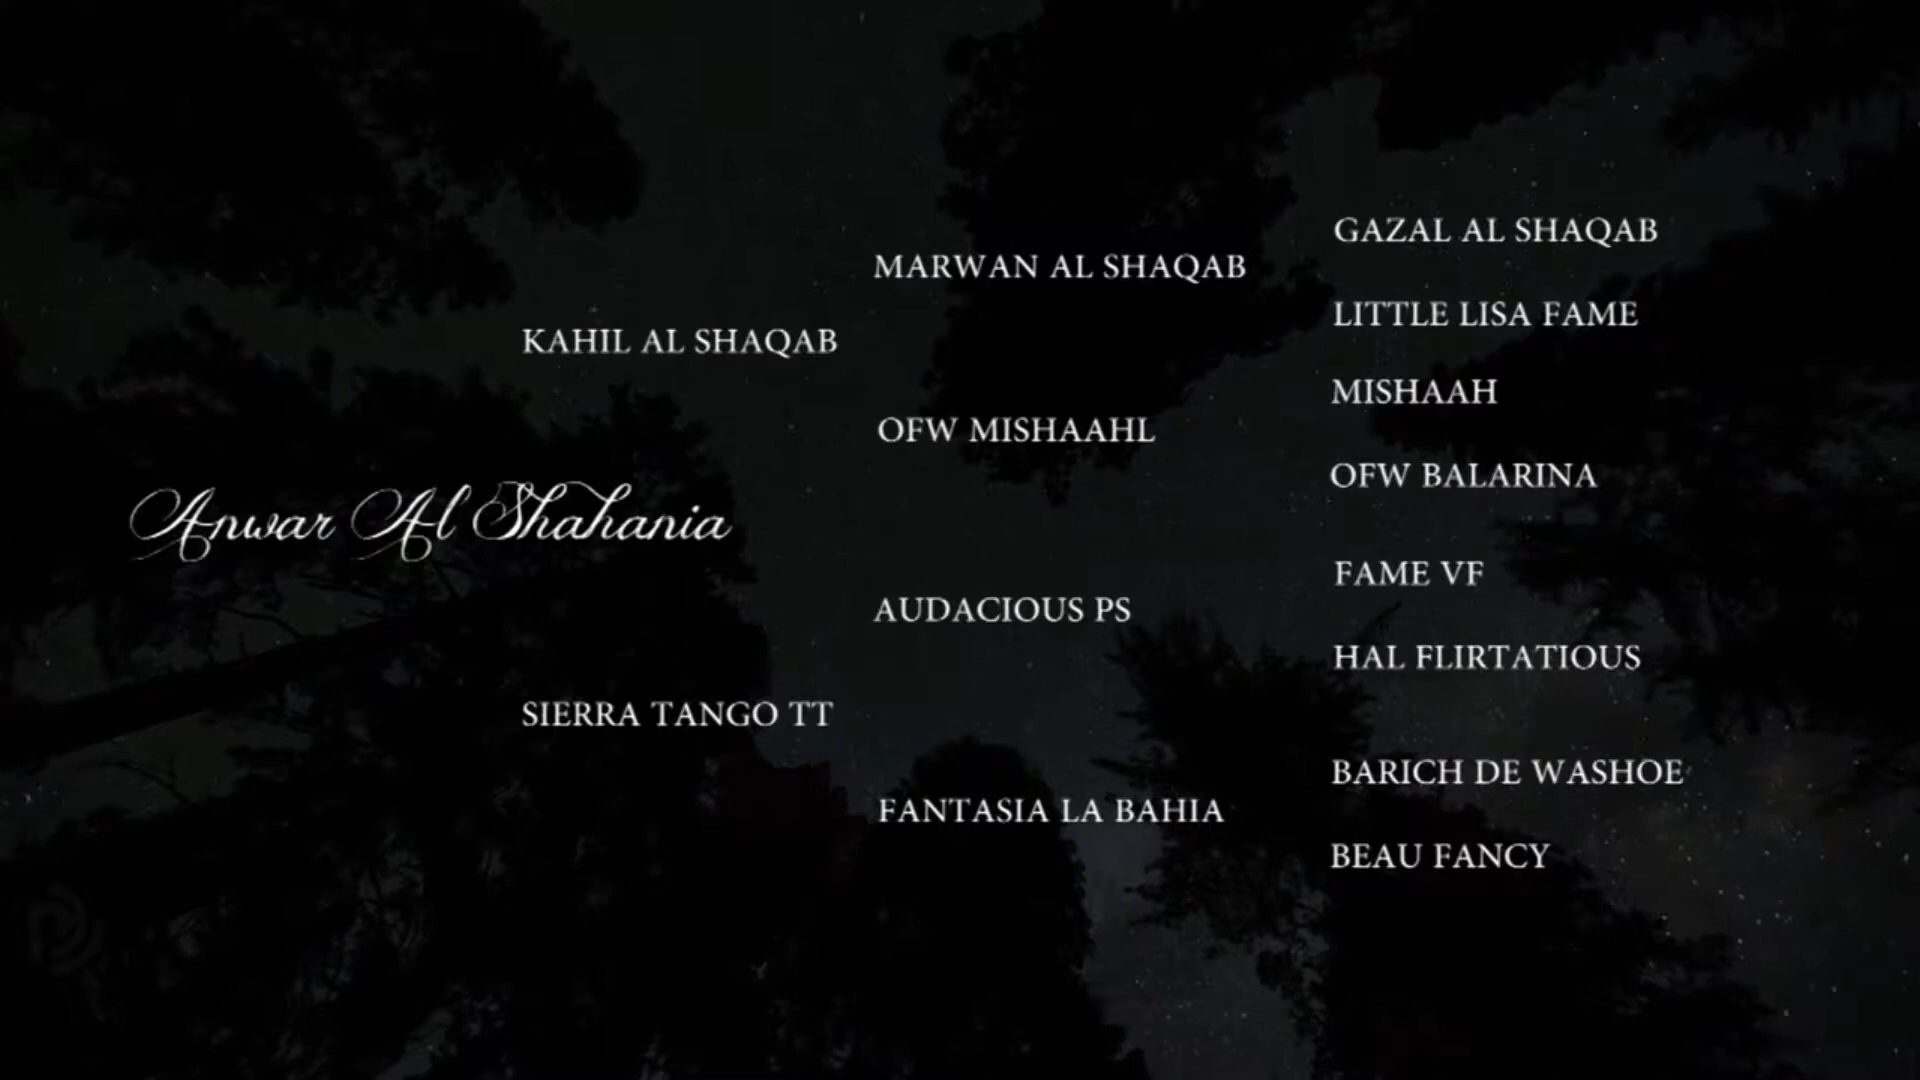 GAZAL AL SHAQAB
MARWAN AL SHAQAB
LITTLE LISA FAME
KAHIL AL SHAQAB
MISHAAH
OFW MISHAAHL
OFW BALARINA
Anwar Al Shahania
FAME VF
AUDACIOUS PS
HAL FLIRTATIOUS
SIERRA TANGO TT
BARICH DE WASHOE
FANTASIA LA BAHIA
BEAU FANCY